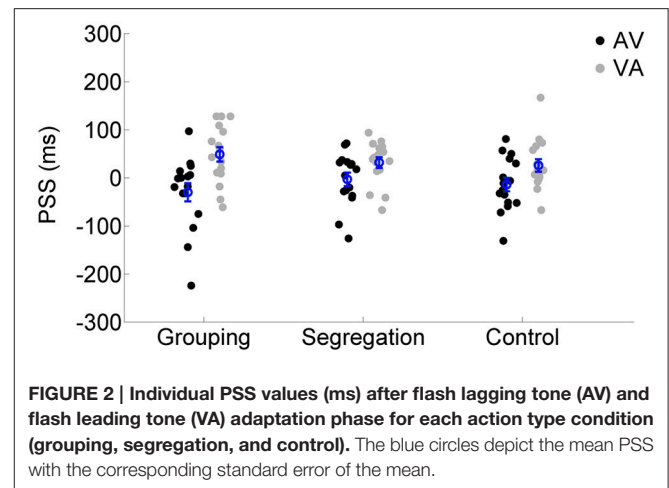 300
AV
VA
200
100
PSS (ms)
0
-100
-200
-300
Grouping Segregation Control
FIGURE 2 | Individual PSS values (ms) after flash lagging tone (AV) and
flash leading tone (VA) adaptation phase for each action type condition
(grouping, segregation, and control). The blue circles depict the mean PSS
with the corresponding standard error of the mean.